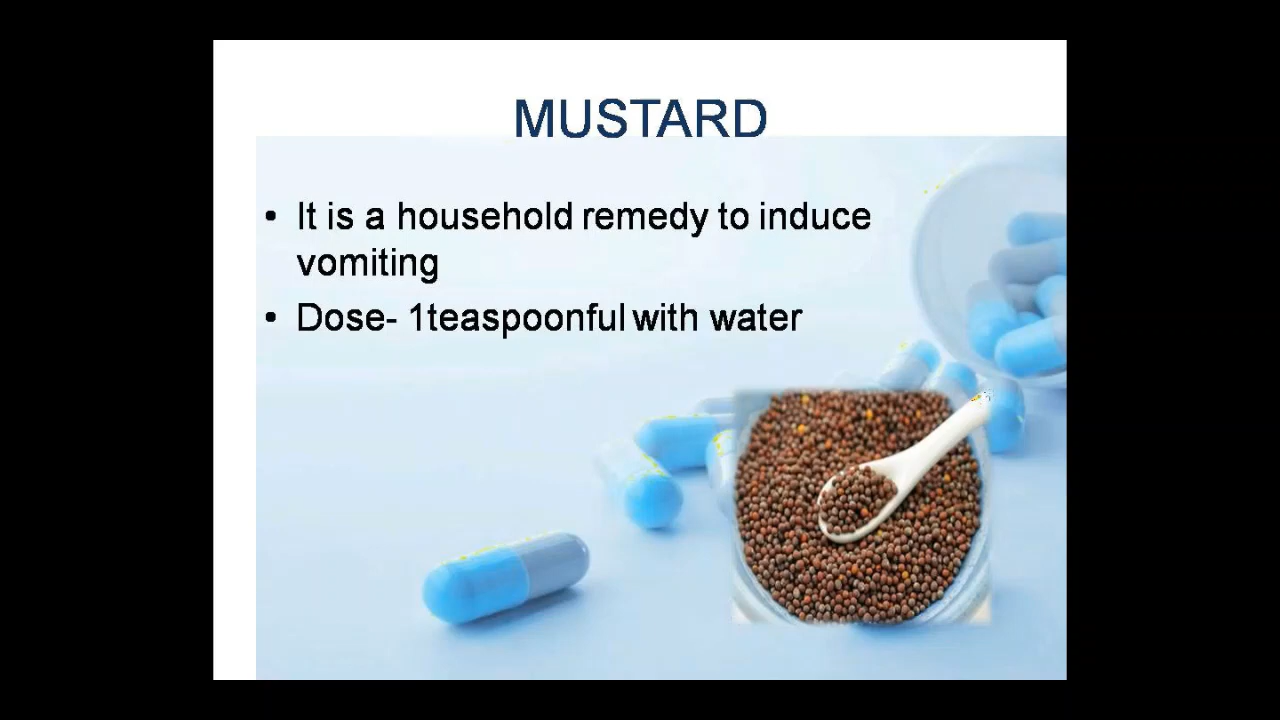 MUSTARD
• It is a household remedy to induce
vomiting
• Dose- 1teaspoonful with water